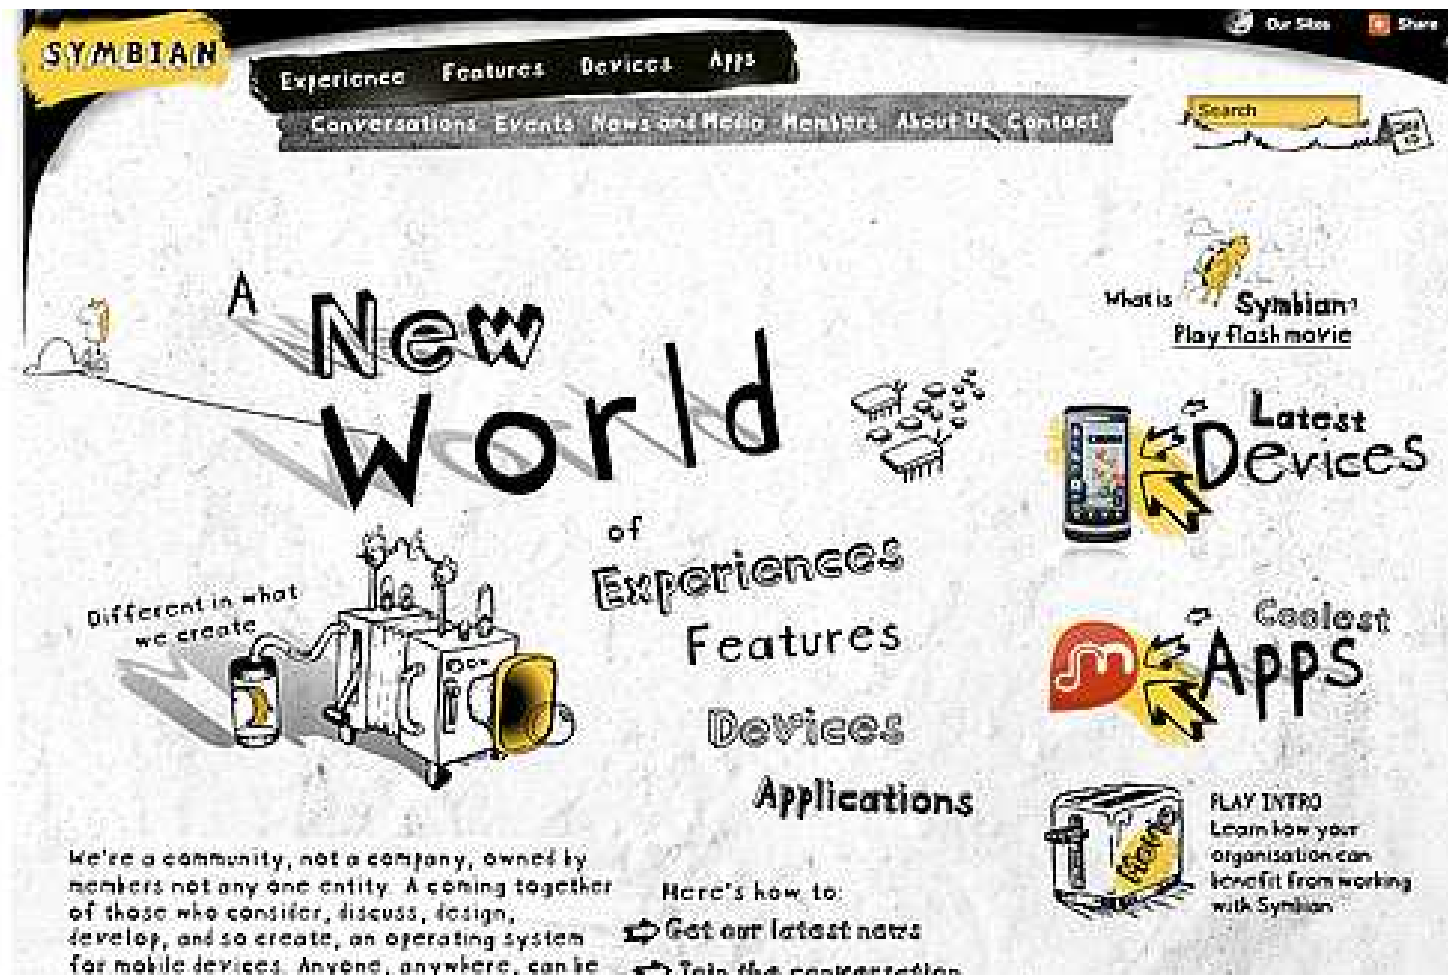 SYMBIAN
Our Sites
Share
Experience Features Devices Apps
Conversations Events News and Media Members About Us Contact
Search
A
New
World
of
Experiences
Features
Devices
Applications
What is Symbian?
Play flash movie
Latest
Devices
Coolest
Apps
Different in what
we create
PLAY INTRO
Learn how your
organisation can
benefit from working
with Symbian
We're a community, not a company, owned by
members not any one entity. A coming together
of those who consider, discuss, design,
develop, and so create, an operating system
for mobile devices. Anyone, anywhere, can be
Here's how to:
Get our latest news
Join the conversation